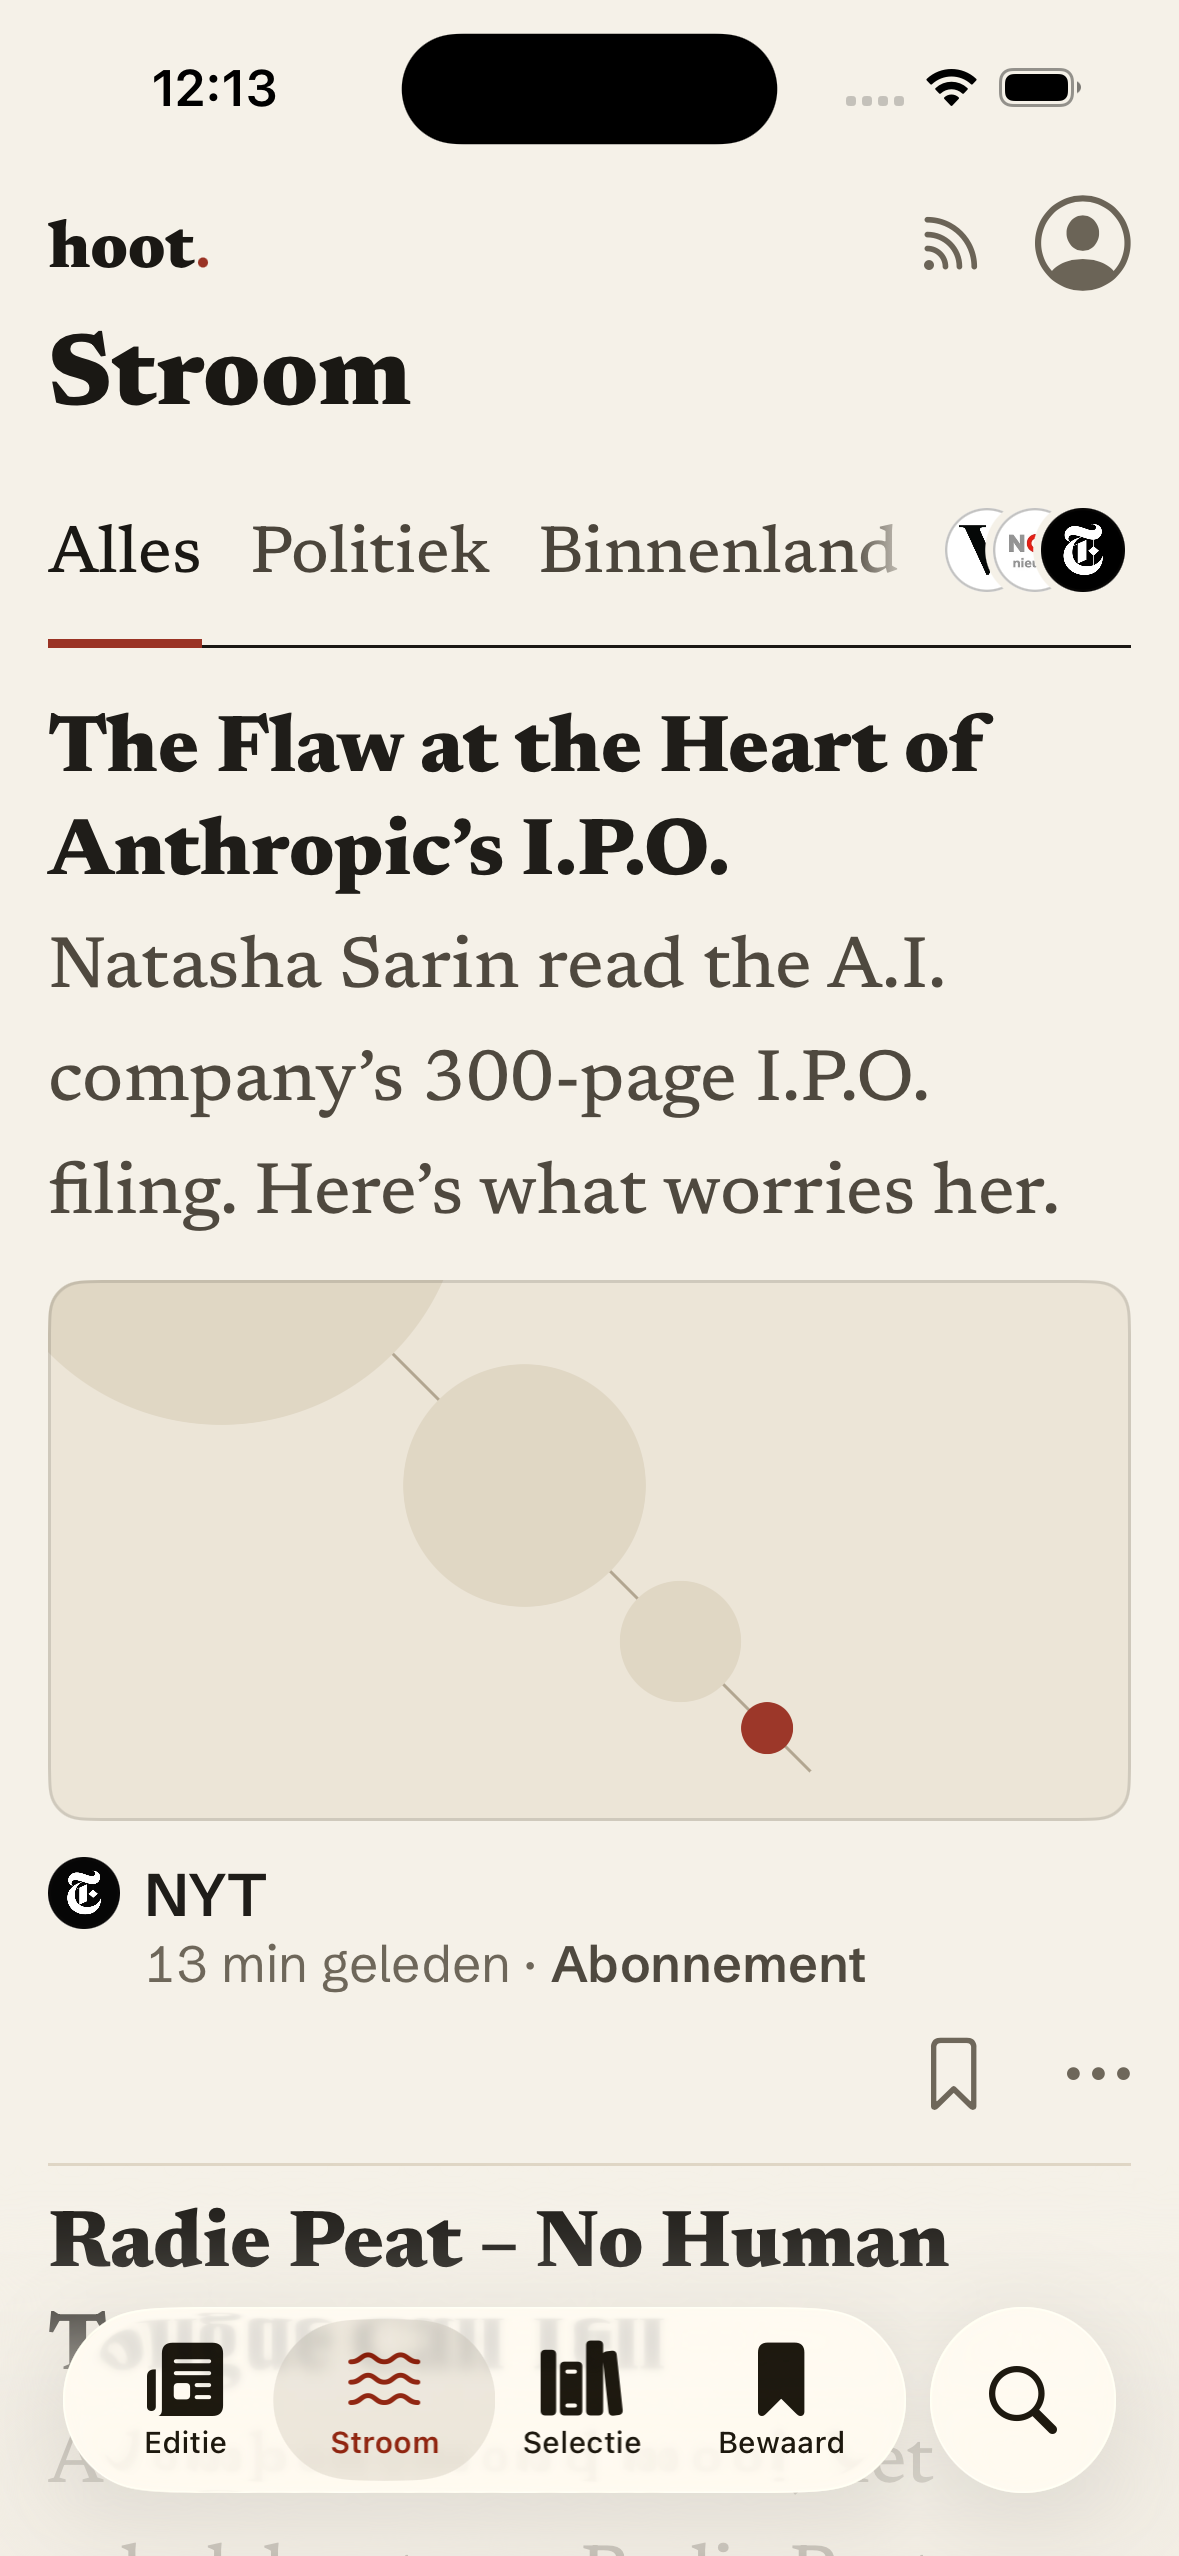 12:13
hoot.
Stroom
Alles Politiek Binnenland
The Flaw at the Heart of
Anthropic’s I.P.O.
Natasha Sarin read the A.I.
company’s 300-page I.P.O.
filing. Here’s what worries her.
NYT
13 min geleden · Abonnement
Radie Peat – No Human
Editie Stroom Selectie Bewaard